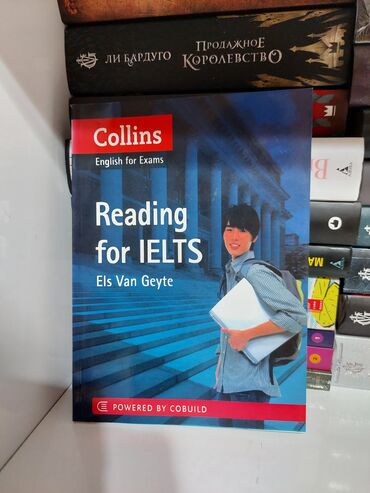 ЛИ БАРДУГО
ПРОДАЖНОЕ
КОРОЛЕВСТВО
Collins
English for Exams
Reading
for IELTS
Els Van Geyte
POWERED BY COBUILD